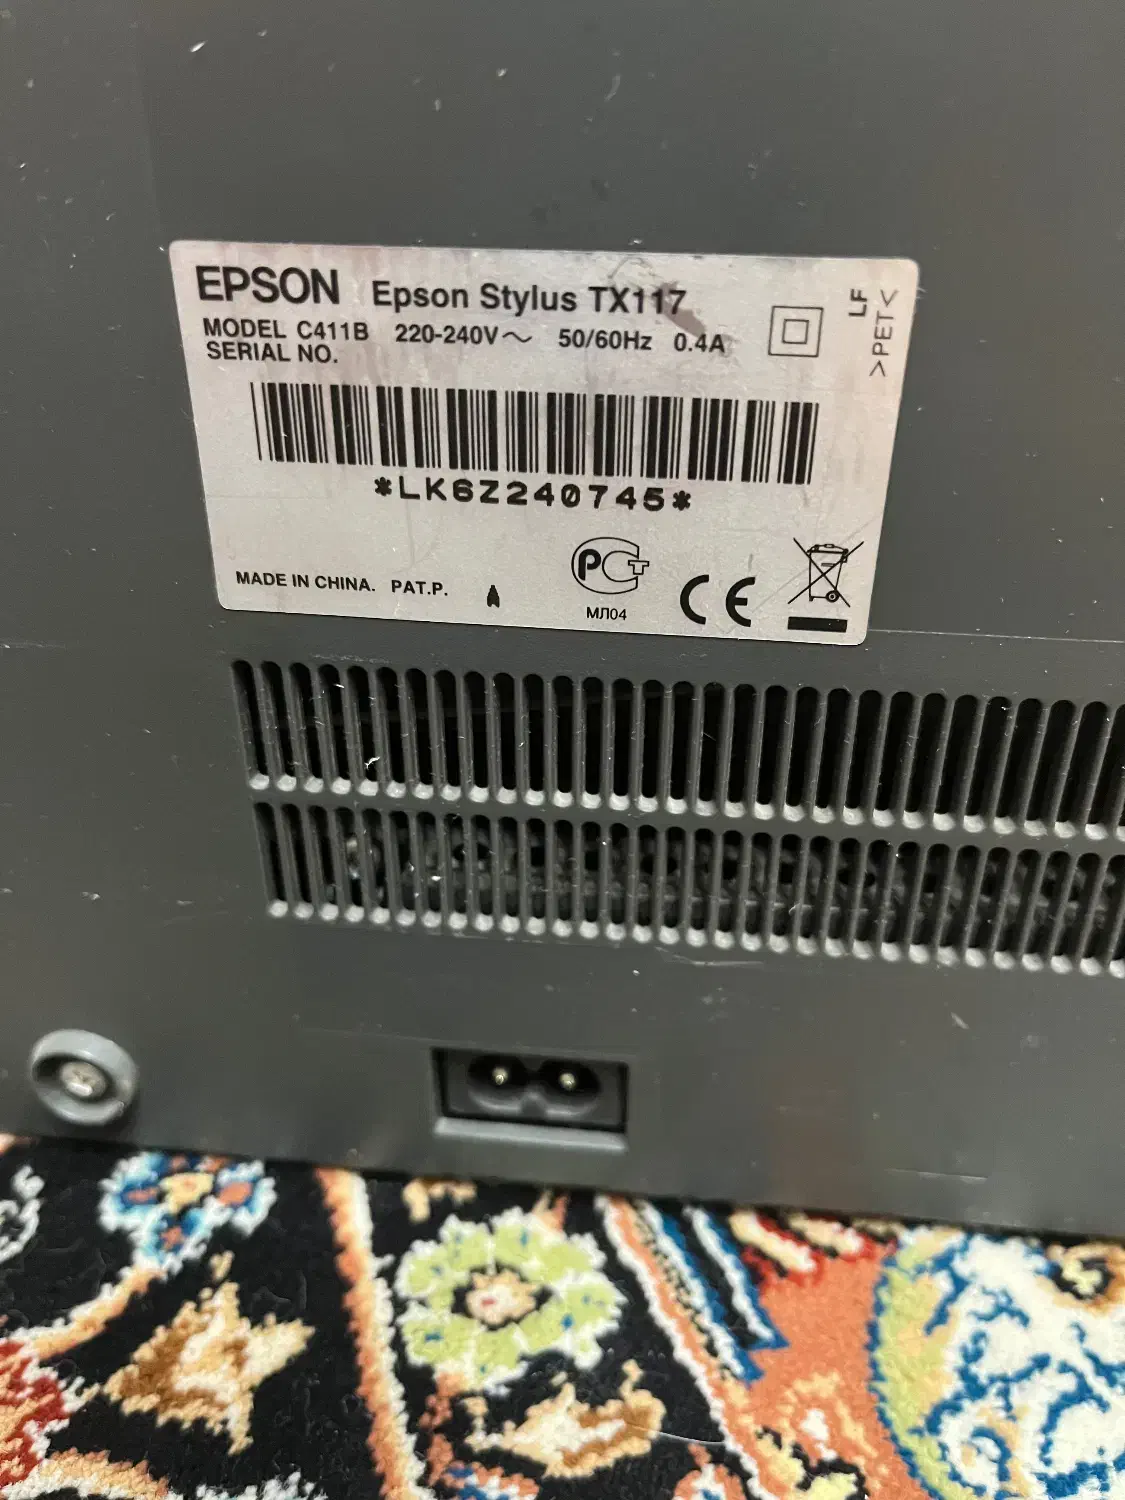 EPSON Epson Stylus TX117
MODEL C411B 220-240V～ 50/60Hz 0.4A
SERIAL NO.
LF
>PET<
*LK6Z240745*
MADE IN CHINA. PAT.P.
РСТ
МЛ04
CE